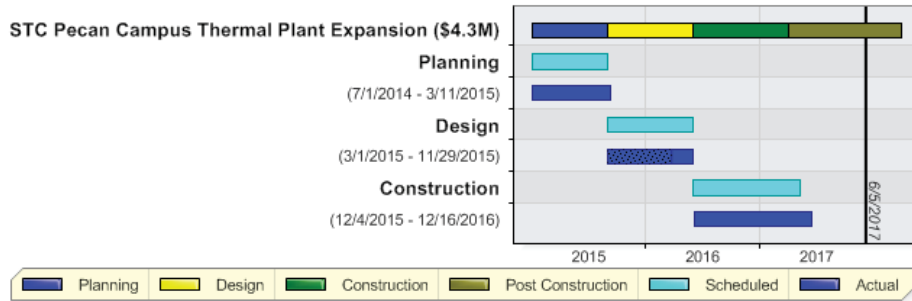 STC Pecan Campus Thermal Plant Expansion ($4.3M)
Planning
(7/1/2014 - 3/11/2015)
Design
(3/1/2015 - 11/29/2015)
Construction
(12/4/2015 - 12/16/2016)
6/5/2017
2015 2016 2017
Planning Design Construction Post Construction Scheduled Actual